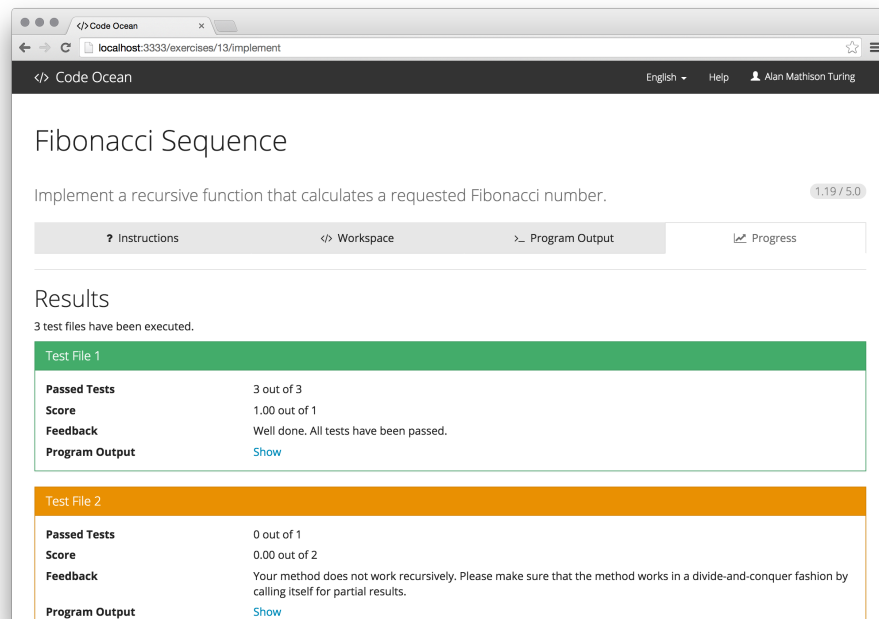 </> Code Ocean
localhost:3333/exercises/13/implement
</> Code Ocean English Help Alan Mathison Turing
Fibonacci Sequence
Implement a recursive function that calculates a requested Fibonacci number. 1.19 / 5.0
? Instructions </> Workspace >_ Program Output Progress
Results
3 test files have been executed.
Test File 1
Passed Tests 3 out of 3
Score 1.00 out of 1
Feedback Well done. All tests have been passed.
Program Output Show
Test File 2
Passed Tests 0 out of 1
Score 0.00 out of 2
Feedback Your method does not work recursively. Please make sure that the method works in a divide-and-conquer fashion by
calling itself for partial results.
Program Output Show